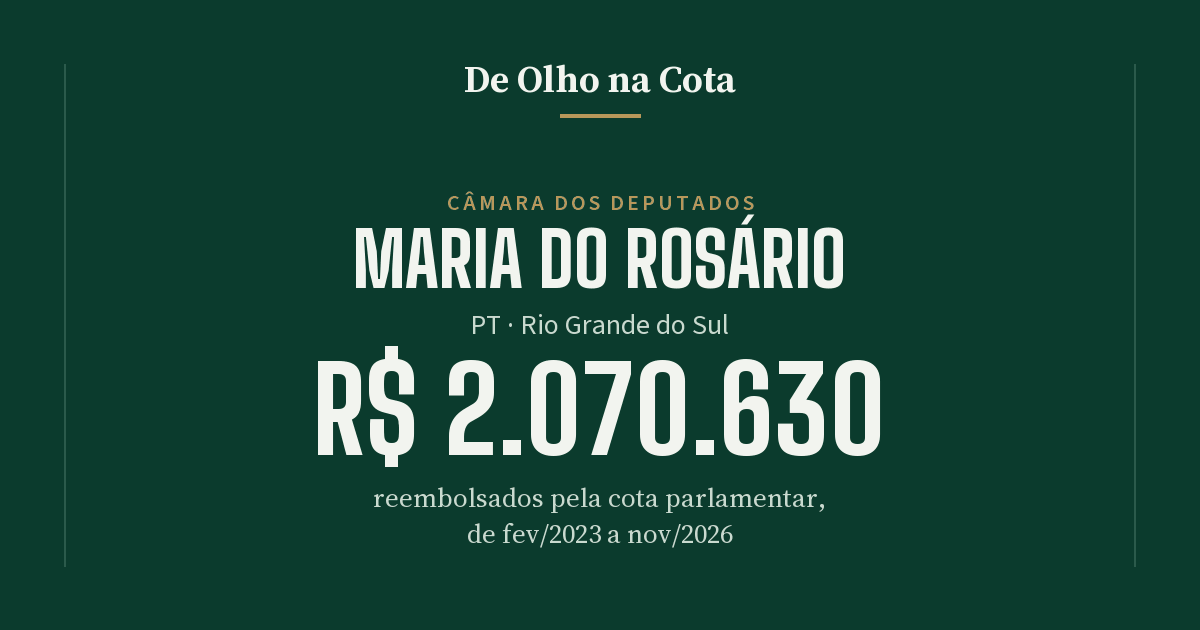 De Olho na Cota
CÂMARA DOS DEPUTADOS
MARIA DO ROSÁRIO
PT · Rio Grande do Sul
R$ 2.070.630
reembolsados pela cota parlamentar,
de fev/2023 a nov/2026